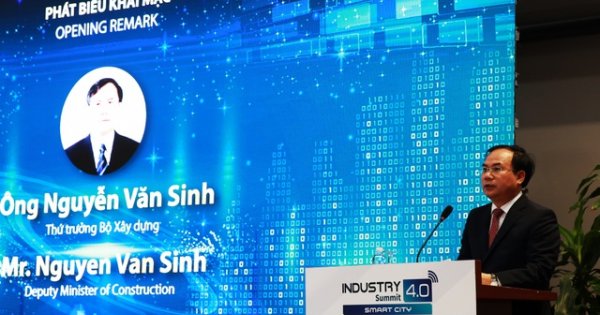 PHÁT BIỂU KHAI MẠC
OPENING REMARK
Ông Nguyễn Văn Sinh
Thứ trưởng Bộ Xây dựng
Mr. Nguyen Van Sinh
Deputy Minister of Construction
INDUSTRY 4.0
Summit
SMART CITY